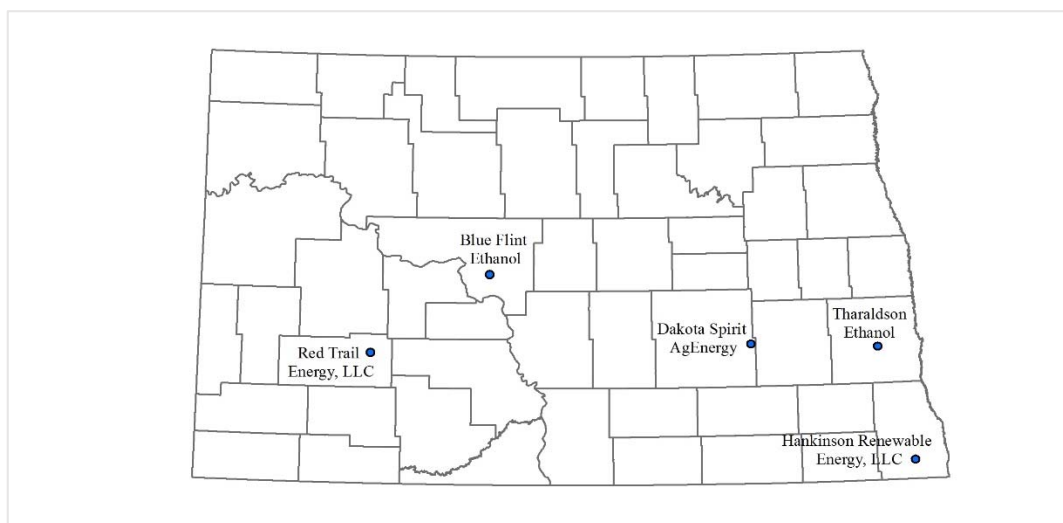 Blue Flint
Ethanol
Tharaldson
Ethanol
Dakota Spirit
AgEnergy
Red Trail
Energy, LLC
Hankinson Renewable
Energy, LLC